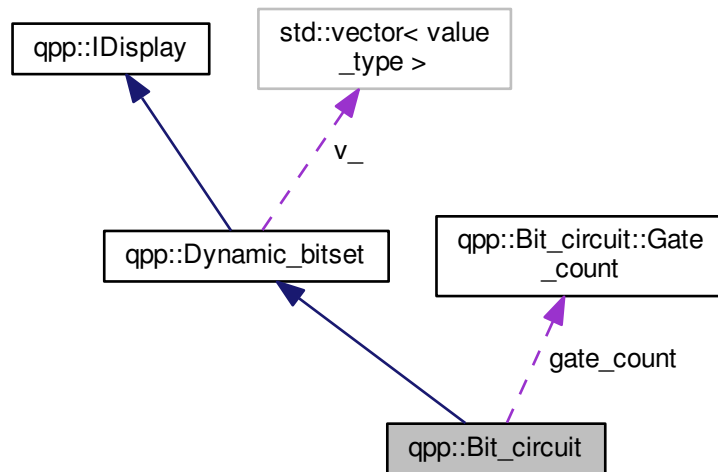 qpp::IDisplay
std::vector< value
_type >
v_
qpp::Dynamic_bitset
qpp::Bit_circuit::Gate
_count
gate_count
qpp::Bit_circuit